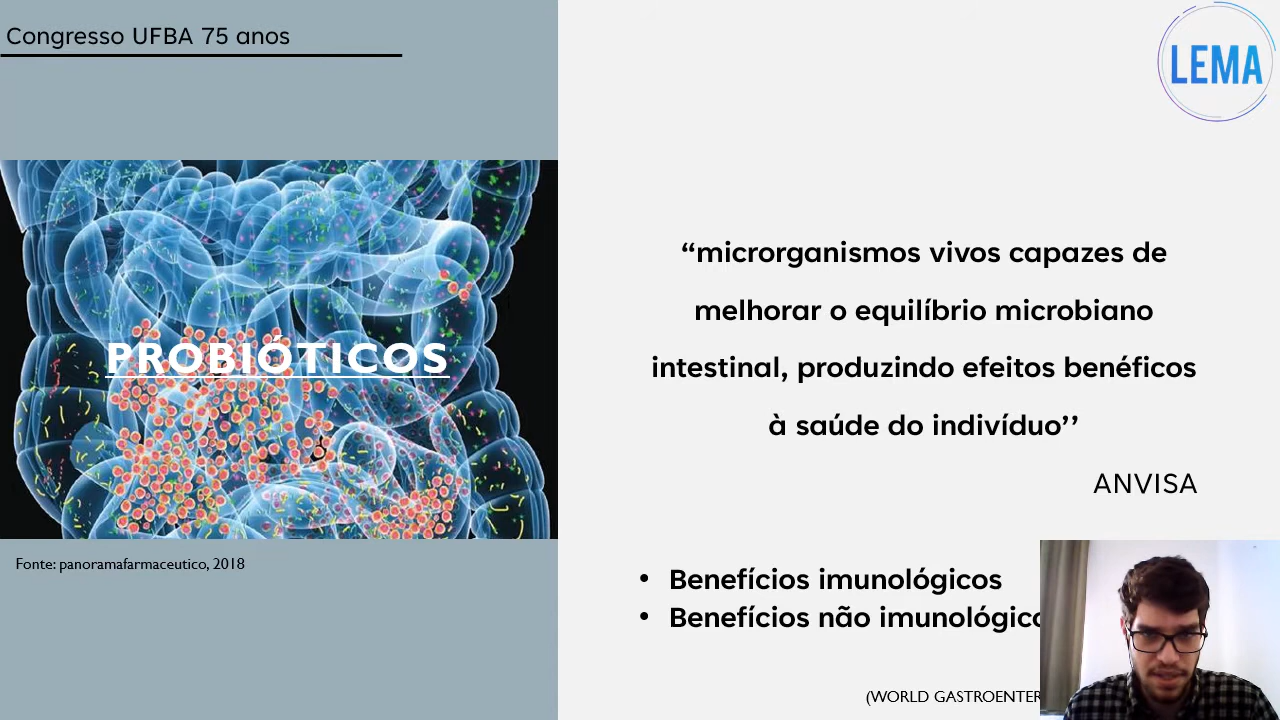 Congresso UFBA 75 anos
LEMA
PROBIÓTICOS
“microrganismos vivos capazes de
melhorar o equilíbrio microbiano
intestinal, produzindo efeitos benéficos
à saúde do indivíduo’’
ANVISA
Fonte: panoramafarmaceutico, 2018
• Benefícios imunológicos
• Benefícios não imunológic
(WORLD GASTROENTER